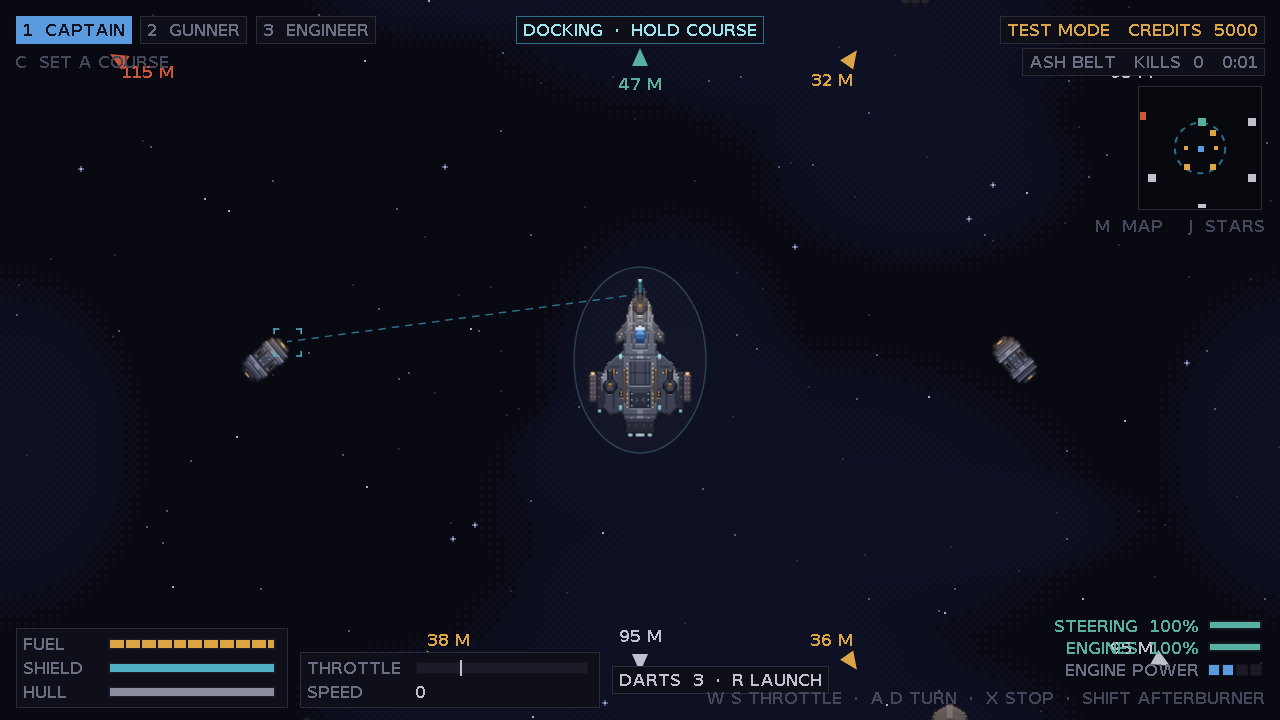 1 CAPTAIN
2 GUNNER
3 ENGINEER
DOCKING · HOLD COURSE
TEST MODE CREDITS 5000
C SET A COURSE
115 M
47 M
32 M
ASH BELT KILLS 0 0:01
M MAP J STARS
38 M
95 M
36 M
STEERING 100%
ENGINES 100%
95 M
ENGINE POWER
FUEL
SHIELD
HULL
THROTTLE
SPEED 0
DARTS 3 · R LAUNCH
W S THROTTLE · A D TURN · X STOP · SHIFT AFTERBURNER